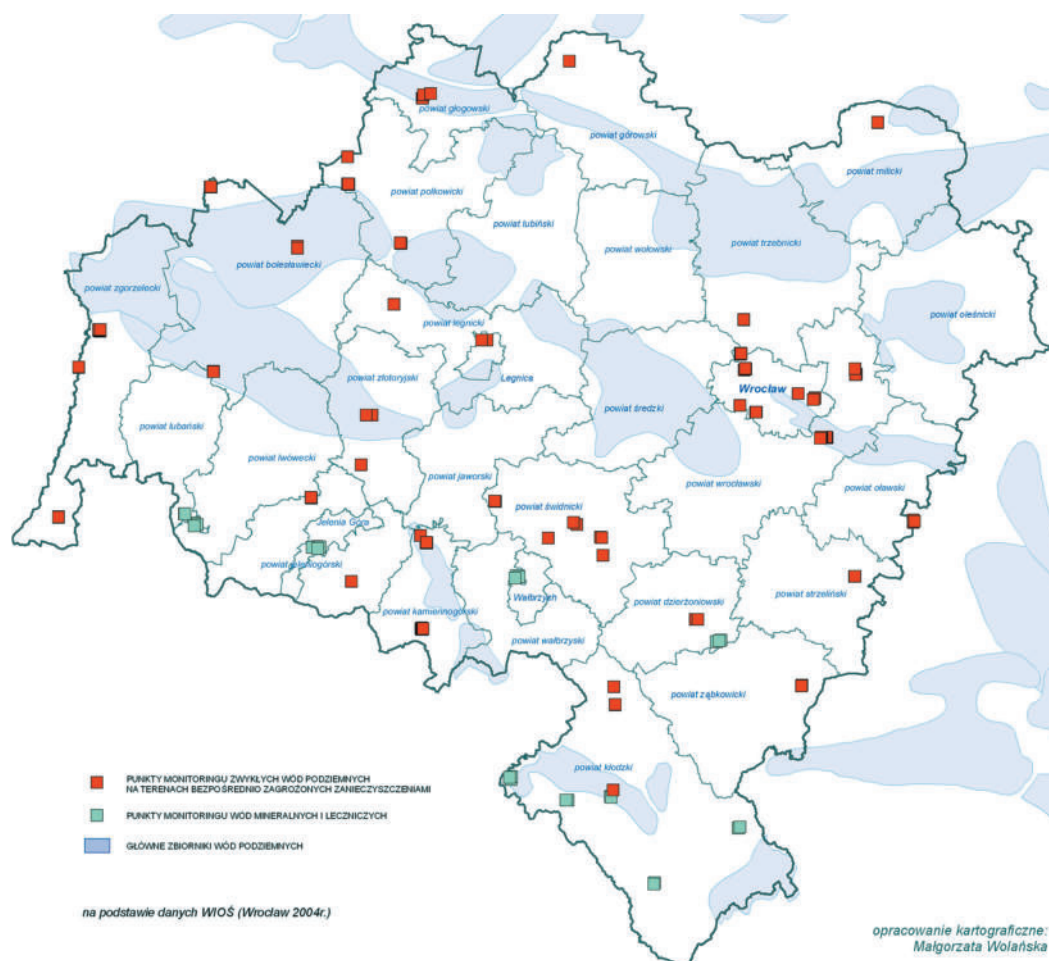 powiat głogowski
powiat górowski
powiat milicki
powiat polkowicki
powiat lubiński
powiat wołowski
powiat trzebnicki
powiat bolesławiecki
powiat zgorzelecki
powiat oleśnicki
powiat legnicki
Legnica
powiat złotoryjski
Wrocław
powiat średzki
powiat lubański
powiat lwówecki
powiat jaworski
powiat wrocławski
powiat oławski
powiat świdnicki
Jelenia Góra
powiat jeleniogórski
Wałbrzych
powiat dzierżoniowski
powiat strzeliński
powiat kamiennogórski
powiat wałbrzyski
powiat ząbkowicki
powiat kłodzki
PUNKTY MONITORINGU ZWYKŁYCH WÓD PODZIEMNYCH
NA TERENACH BEZPOŚREDNIO ZAGROŻONYCH ZANIECZYSZCZENIAMI
PUNKTY MONITORINGU WÓD MINERALNYCH I LECZNICZYCH
GŁÓWNE ZBIORNIKI WÓD PODZIEMNYCH
na podstawie danych WIOŚ (Wrocław 2004r.)
opracowanie kartograficzne:
Małgorzata Wolańska